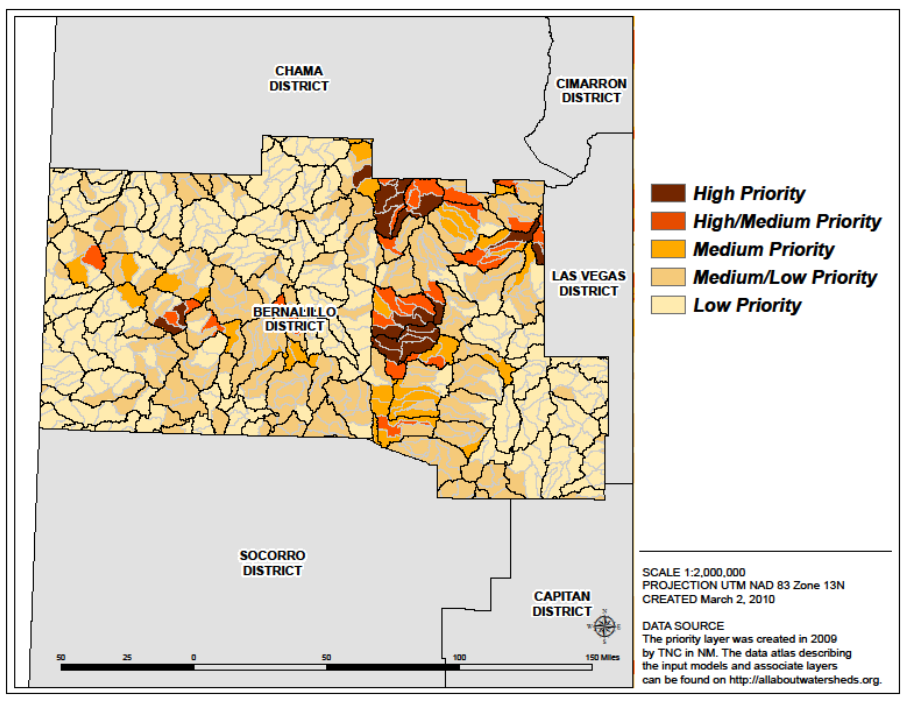 CHAMA
DISTRICT
CIMARRON
DISTRICT
High Priority
High/Medium Priority
Medium Priority
Medium/Low Priority
Low Priority
LAS VEGAS
DISTRICT
BERNALILLO
DISTRICT
SOCORRO
DISTRICT
CAPITAN
DISTRICT
N
W
E
S
50 25 0 50 100 150 Miles
SCALE 1:2,000,000
PROJECTION UTM NAD 83 Zone 13N
CREATED March 2, 2010
DATA SOURCE
The priority layer was created in 2009
by TNC in NM. The data atlas describing
the input models and associate layers
can be found on http://allaboutwatersheds.org.